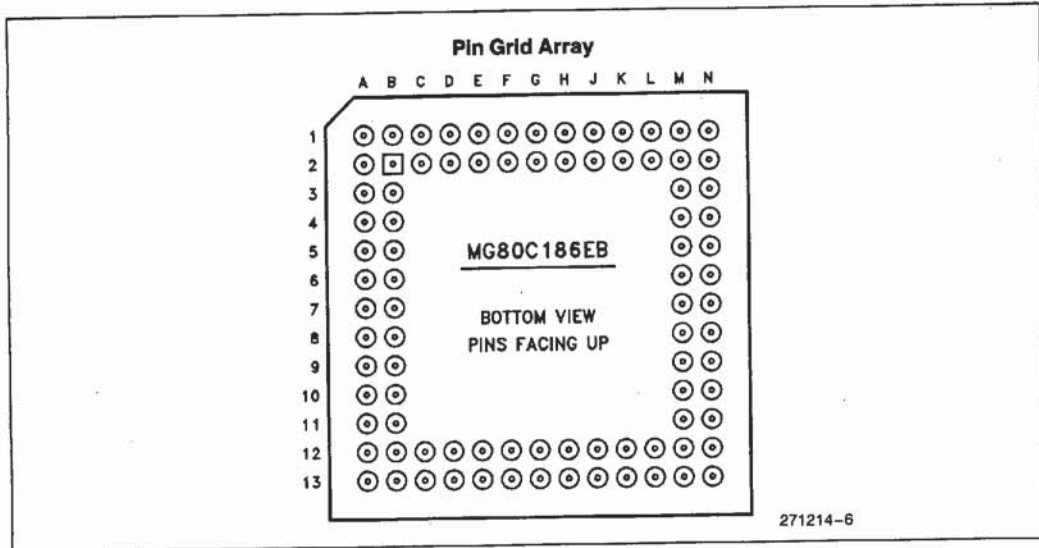 Pin Grid Array
A B C D E F G H J K L M N
1
2
3
4
5
6
7
8
9
10
11
12
13
MG80C186EB
BOTTOM VIEW
PINS FACING UP
271214-6